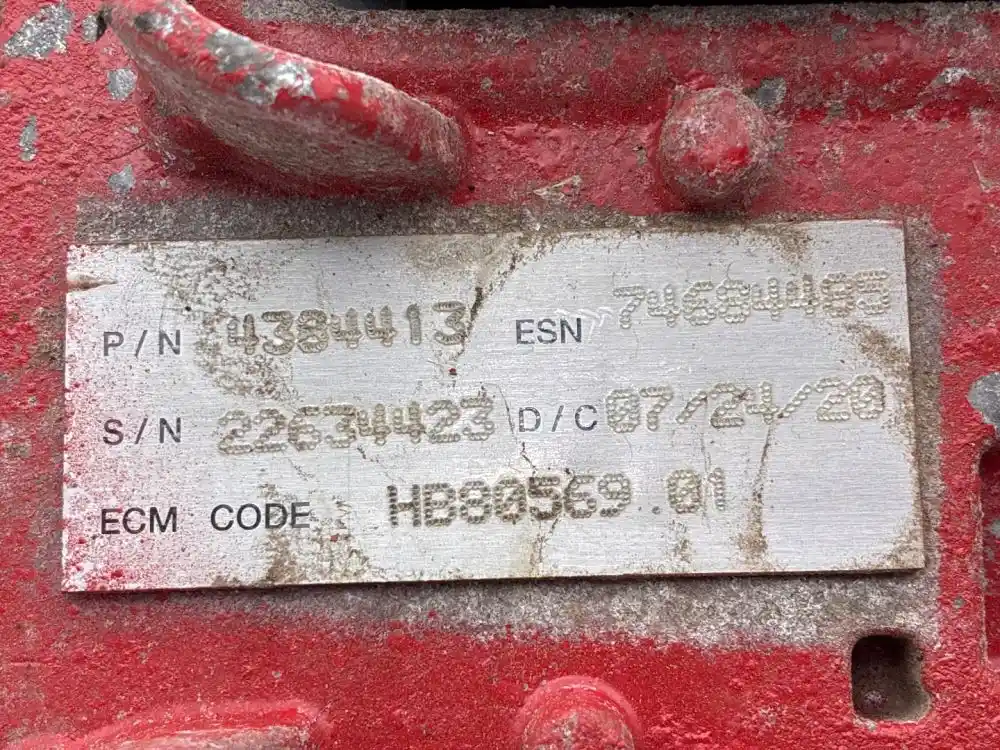 P/N 4384413 ESN 74684485
S/N 22634423 D/C 07/24/20
ECM CODE HB80569.01